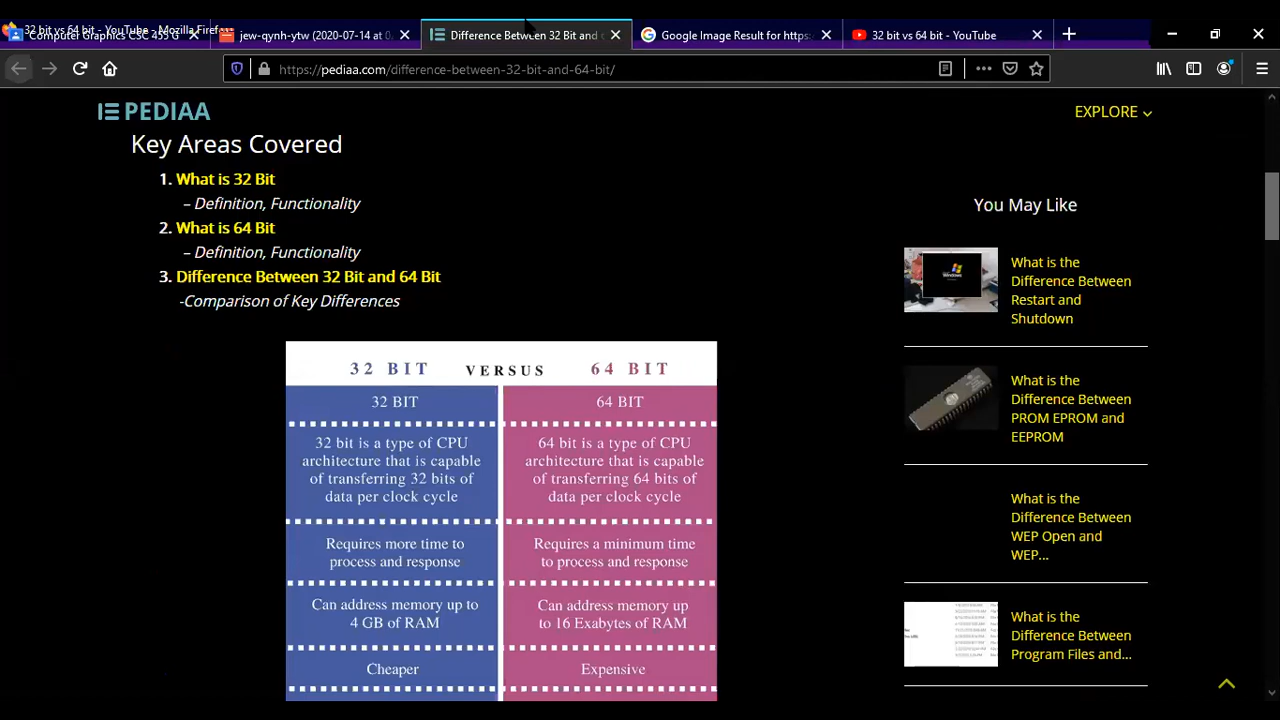 32 bit vs 64 bit - YouTube - Mozilla Firefox
Computer Graphics CSC 455 G
jew-qynh-ytw (2020-07-14 at 0
Difference Between 32 Bit and
Google Image Result for https:
32 bit vs 64 bit - YouTube
https://pediaa.com/difference-between-32-bit-and-64-bit/
PEDIAA
EXPLORE
Key Areas Covered
1. What is 32 Bit
– Definition, Functionality
2. What is 64 Bit
– Definition, Functionality
3. Difference Between 32 Bit and 64 Bit
-Comparison of Key Differences
32 BIT VERSUS 64 BIT
32 BIT
32 bit is a type of CPU
architecture that is capable
of transferring 32 bits of
data per clock cycle
Requires more time to
process and response
Can address memory up to
4 GB of RAM
Cheaper
64 BIT
64 bit is a type of CPU
architecture that is capable
of transferring 64 bits of
data per clock cycle
Requires a minimum time
to process and response
Can address memory up
to 16 Exabytes of RAM
Expensive
You May Like
What is the
Difference Between
Restart and
Shutdown
What is the
Difference Between
PROM EPROM and
EEPROM
What is the
Difference Between
WEP Open and
WEP...
What is the
Difference Between
Program Files and...